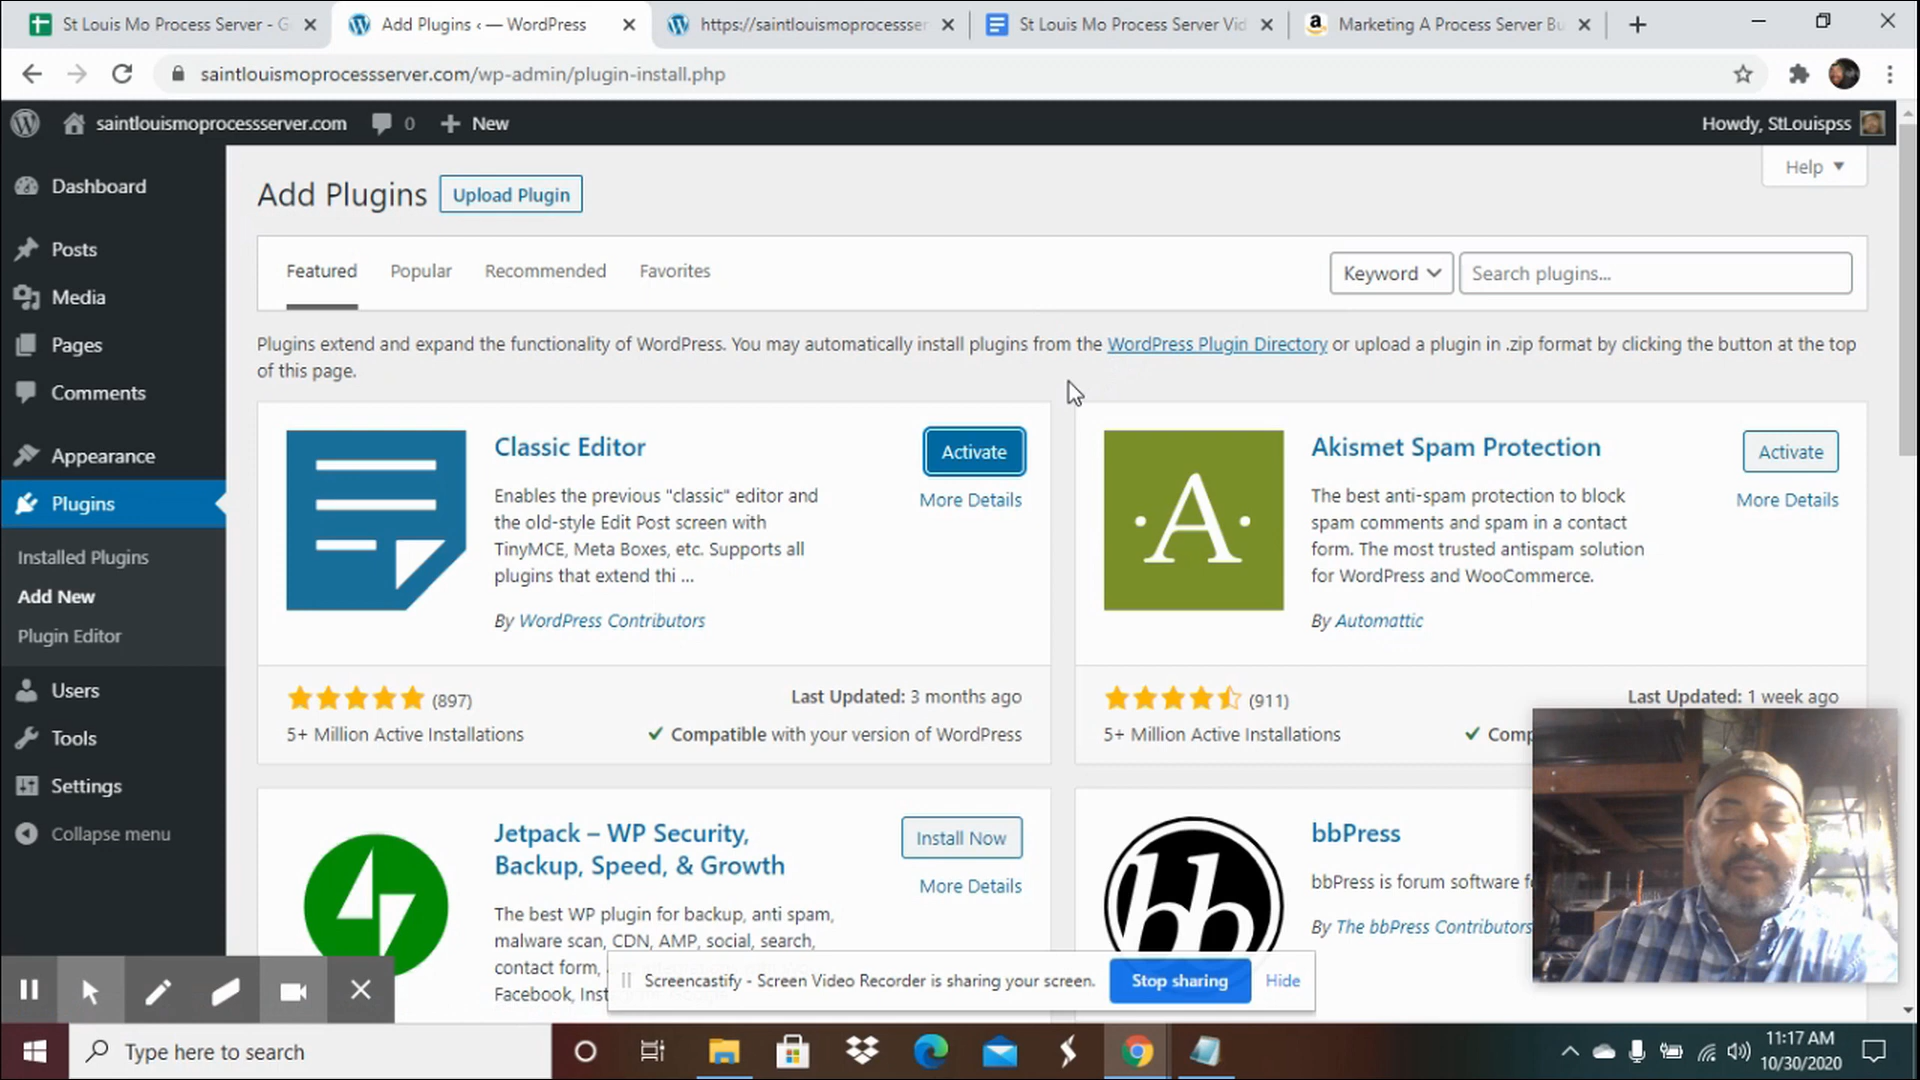 St Louis Mo Process Server - G
Add Plugins ‹ — WordPress
https://saintlouismoprocessser
St Louis Mo Process Server Vid
Marketing A Process Server Bu
saintlouismoprocessserver.com/wp-admin/plugin-install.php
saintlouismoprocessserver.com
0
New
Howdy, StLouispss
Dashboard
Posts
Media
Pages
Comments
Appearance
Plugins
Installed Plugins
Add New
Plugin Editor
Users
Tools
Settings
Collapse menu
Add Plugins
Upload Plugin
Help
Featured
Popular
Recommended
Favorites
Keyword
Search plugins...
Plugins extend and expand the functionality of WordPress. You may automatically install plugins from the WordPress Plugin Directory or upload a plugin in .zip format by clicking the button at the top
of this page.
Classic Editor
Activate
More Details
Enables the previous "classic" editor and
the old-style Edit Post screen with
TinyMCE, Meta Boxes, etc. Supports all
plugins that extend thi ...
By WordPress Contributors
(897)
Last Updated: 3 months ago
5+ Million Active Installations
Compatible with your version of WordPress
A
Akismet Spam Protection
Activate
More Details
The best anti-spam protection to block
spam comments and spam in a contact
form. The most trusted antispam solution
for WordPress and WooCommerce.
By Automattic
(911)
Last Updated: 1 week ago
5+ Million Active Installations
Comp
Jetpack – WP Security,
Backup, Speed, & Growth
Install Now
More Details
The best WP plugin for backup, anti spam,
malware scan, CDN, AMP, social, search,
contact form,
Facebook, Inst
bb
bbPress
bbPress is forum software f
By The bbPress Contributors
Screencastify - Screen Video Recorder is sharing your screen.
Stop sharing
Hide
Type here to search
11:17 AM
10/30/2020